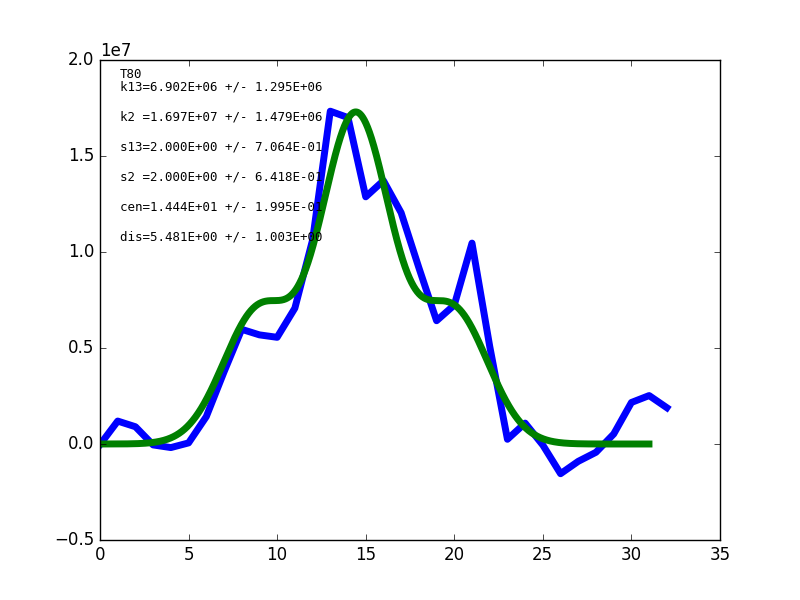 1e7
2.0
T80
k13=6.902E+06 +/- 1.295E+06
k2 =1.697E+07 +/- 1.479E+06
1.5
s13=2.000E+00 +/- 7.064E-01
s2 =2.000E+00 +/- 6.418E-01
cen=1.444E+01 +/- 1.995E-01
dis=5.481E+00 +/- 1.003E+00
1.0
0.5
0.0
−0.5
0 5 10 15 20 25 30 35